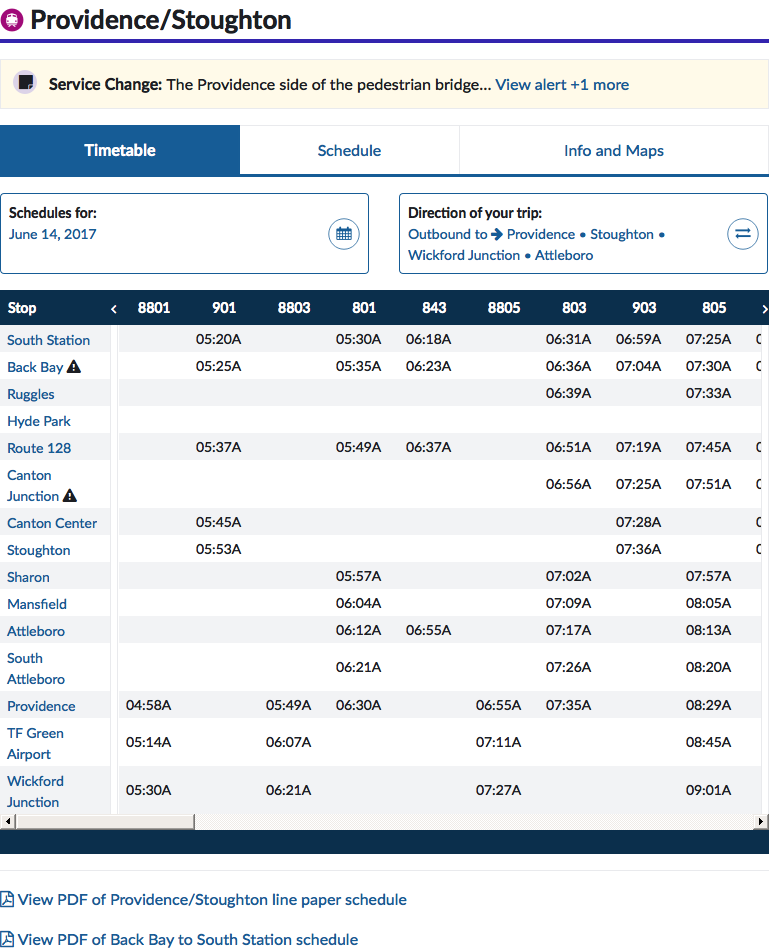 Providence/Stoughton
Service Change: The Providence side of the pedestrian bridge... View alert +1 more
Timetable Schedule Info and Maps
Schedules for:
June 14, 2017
Direction of your trip:
Outbound to → Providence • Stoughton •
Wickford Junction • Attleboro
Stop ‹ 8801 901 8803 801 843 8805 803 903 805 ›
South Station 05:20A 05:30A 06:18A 06:31A 06:59A 07:25A
Back Bay 05:25A 05:35A 06:23A 06:36A 07:04A 07:30A
Ruggles 06:39A 07:33A
Hyde Park
Route 128 05:37A 05:49A 06:37A 06:51A 07:19A 07:45A
Canton
Junction 06:56A 07:25A 07:51A
Canton Center 05:45A 07:28A
Stoughton 05:53A 07:36A
Sharon 05:57A 07:02A 07:57A
Mansfield 06:04A 07:09A 08:05A
Attleboro 06:12A 06:55A 07:17A 08:13A
South
Attleboro 06:21A 07:26A 08:20A
Providence 04:58A 05:49A 06:30A 06:55A 07:35A 08:29A
TF Green
Airport 05:14A 06:07A 07:11A 08:45A
Wickford
Junction 05:30A 06:21A 07:27A 09:01A
View PDF of Providence/Stoughton line paper schedule
View PDF of Back Bay to South Station schedule